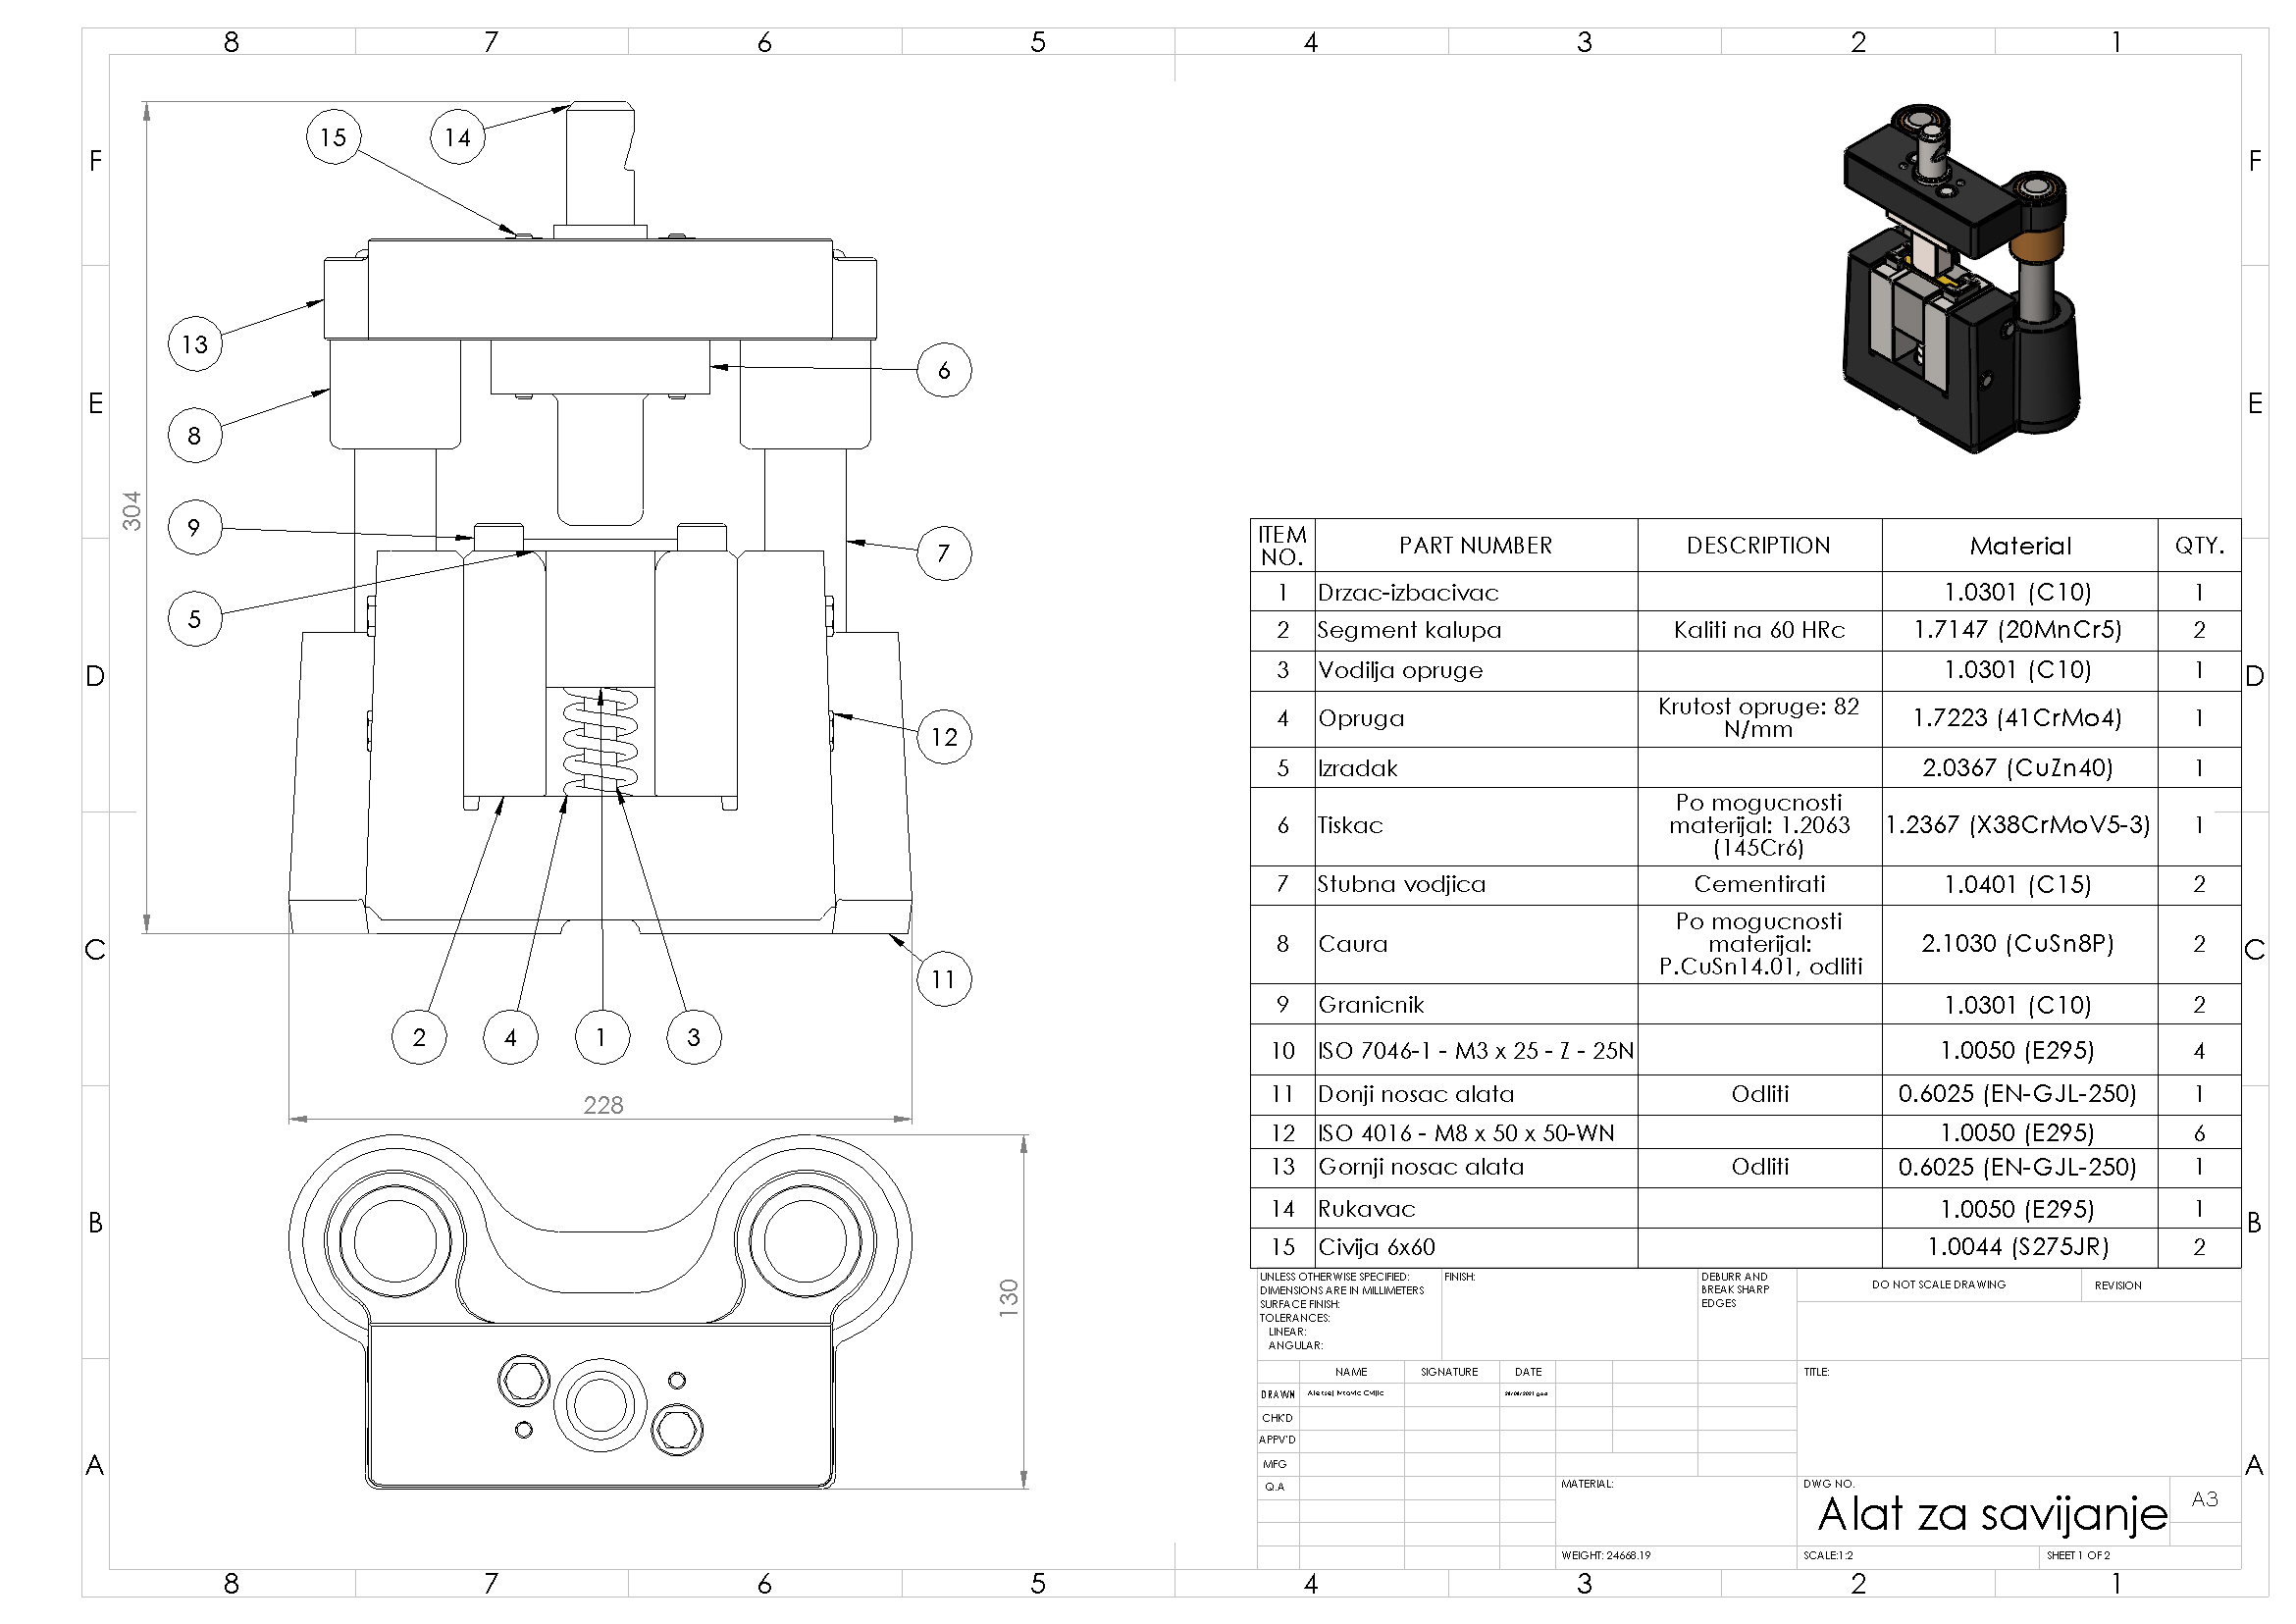 8 7 6 5 4 3 2 1
F F
E E
D D
C C
B B
A A
15
14
13
8
6
9
7
5
12
11
2
4
1
3
304
228
130
ITEM NO. PART NUMBER DESCRIPTION Material QTY.
1 Drzac-izbacivac 1.0301 (C10) 1
2 Segment kalupa Kaliti na 60 HRc 1.7147 (20MnCr5) 2
3 Vodilja opruge 1.0301 (C10) 1
4 Opruga Krutost opruge: 82 N/mm 1.7223 (41CrMo4) 1
5 Izradak 2.0367 (CuZn40) 1
6 Tiskac Po mogucnosti materijal: 1.2063 (145Cr6) 1.2367 (X38CrMoV5-3) 1
7 Stubna vodjica Cementirati 1.0401 (C15) 2
8 Caura Po mogucnosti materijal: P.CuSn14.01, odliti 2.1030 (CuSn8P) 2
9 Granicnik 1.0301 (C10) 2
10 ISO 7046-1 - M3 x 25 - Z - 25N 1.0050 (E295) 4
11 Donji nosac alata Odliti 0.6025 (EN-GJL-250) 1
12 ISO 4016 - M8 x 50 x 50-WN 1.0050 (E295) 6
13 Gornji nosac alata Odliti 0.6025 (EN-GJL-250) 1
14 Rukavac 1.0050 (E295) 1
15 Civija 6x60 1.0044 (S275JR) 2
UNLESS OTHERWISE SPECIFIED:
DIMENSIONS ARE IN MILLIMETERS
SURFACE FINISH:
TOLERANCES:
LINEAR:
ANGULAR:
FINISH:
DEBURR AND
BREAK SHARP
EDGES
DO NOT SCALE DRAWING
REVISION
NAME SIGNATURE DATE
TITLE:
DRAWN
CHK'D
APPV'D
MFG
Q.A
MATERIAL:
DWG NO.
Alat za savijanje
A3
WEIGHT: 24668.19
SCALE:1:2
SHEET 1 OF 2
8 7 6 5 4 3 2 1